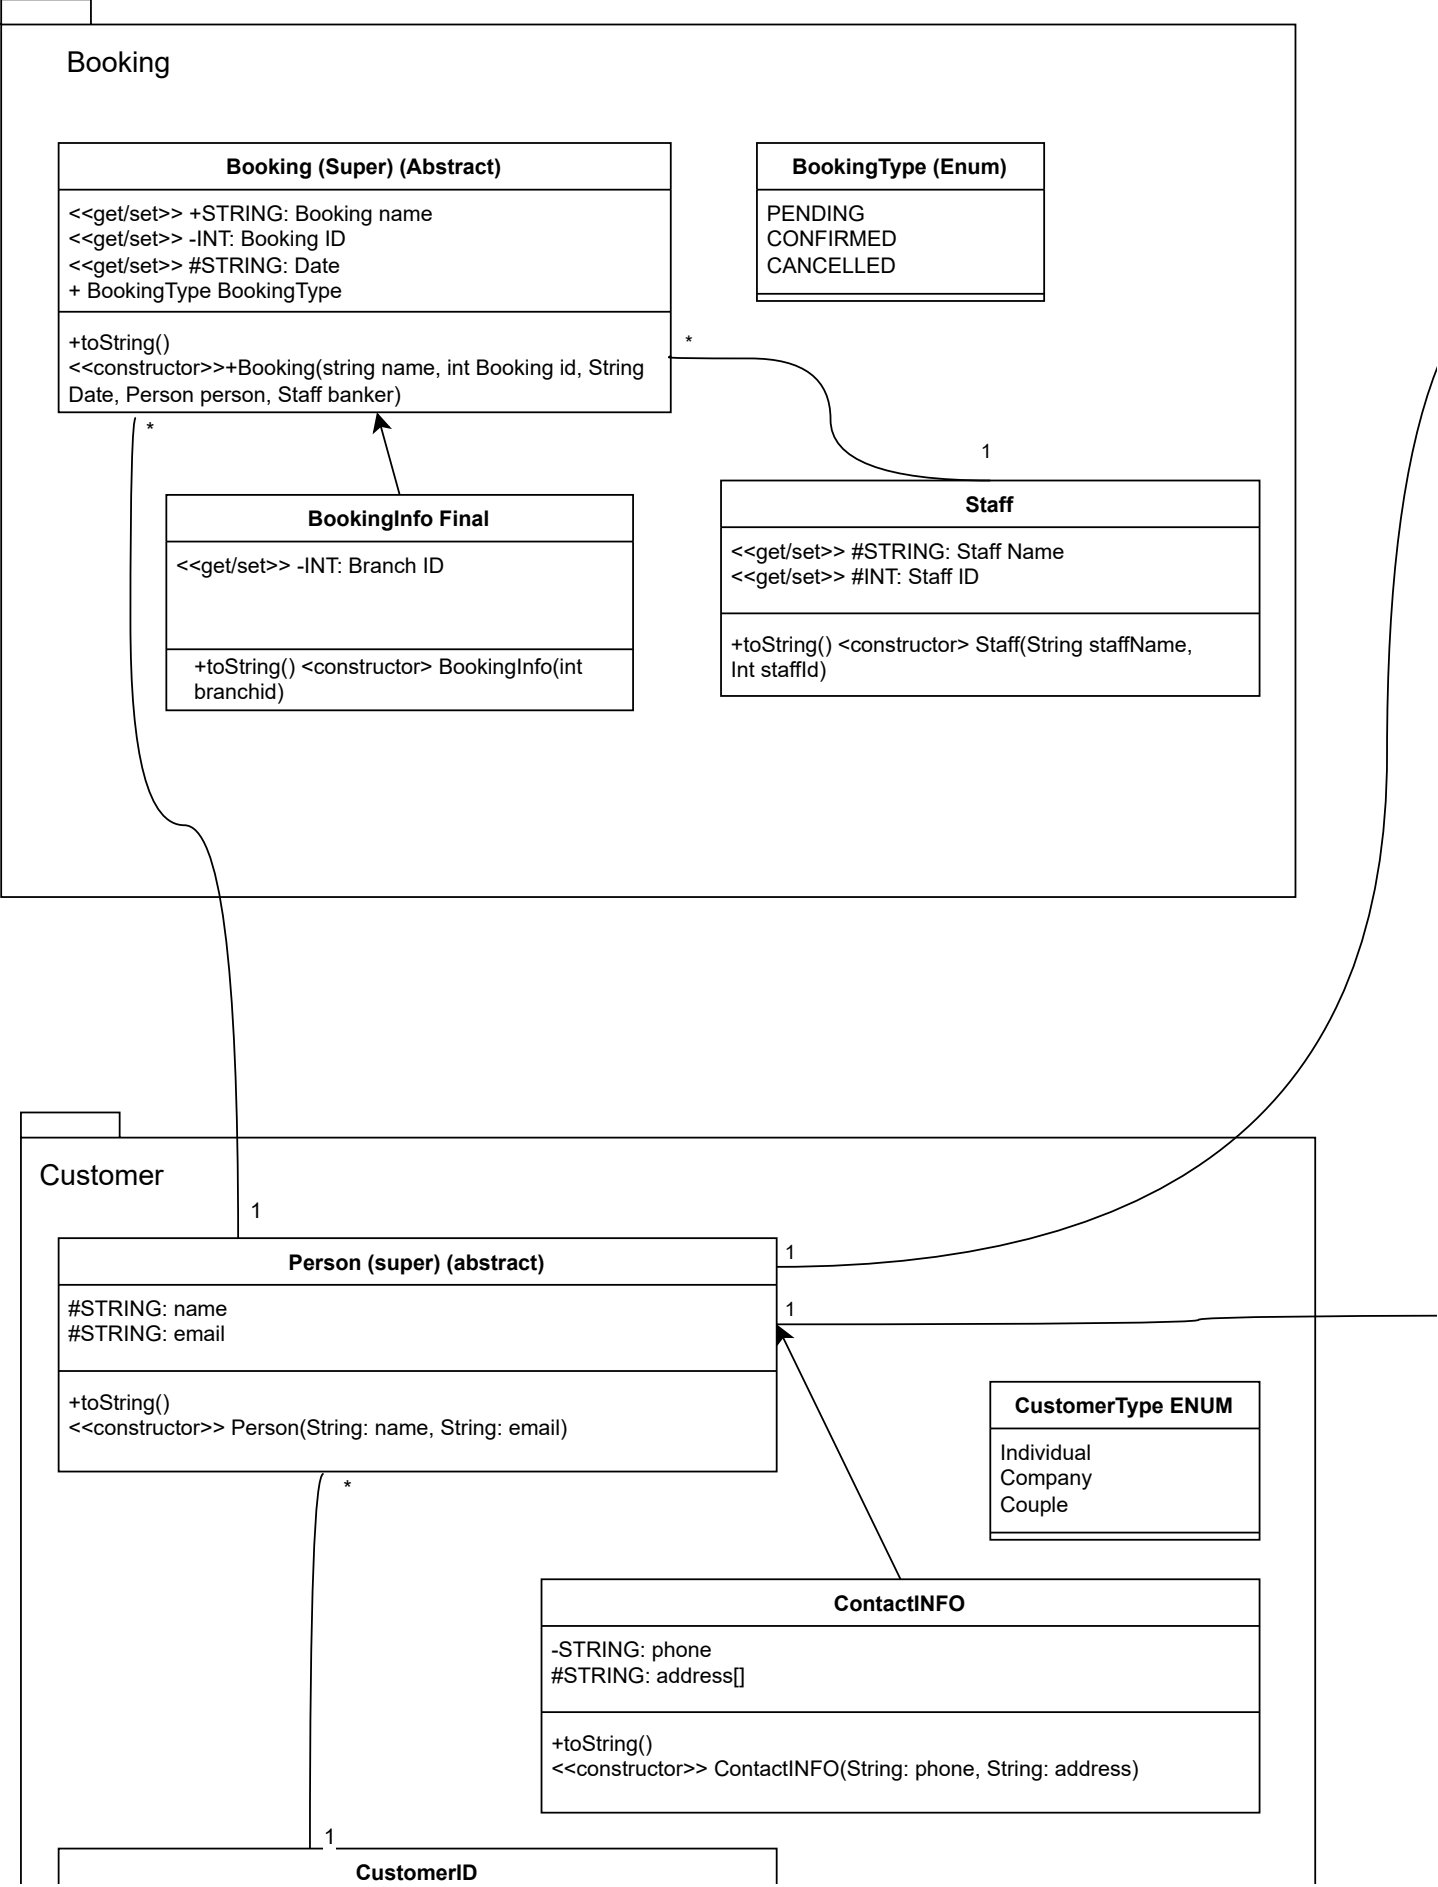 Booking
Booking (Super) (Abstract)
<<get/set>> +STRING: Booking name
<<get/set>> -INT: Booking ID
<<get/set>> #STRING: Date
+ BookingType BookingType
+toString()
<<constructor>>+Booking(string name, int Booking id, String
Date, Person person, Staff banker)
BookingType (Enum)
PENDING
CONFIRMED
CANCELLED
*
*
1
BookingInfo Final
<<get/set>> -INT: Branch ID
+toString() <constructor> BookingInfo(int
branchid)
Staff
<<get/set>> #STRING: Staff Name
<<get/set>> #INT: Staff ID
+toString() <constructor> Staff(String staffName,
Int staffId)
Customer
1
Person (super) (abstract)
#STRING: name
#STRING: email
+toString()
<<constructor>> Person(String: name, String: email)
1
1
*
CustomerType ENUM
Individual
Company
Couple
ContactINFO
-STRING: phone
#STRING: address[]
+toString()
<<constructor>> ContactINFO(String: phone, String: address)
1
CustomerID